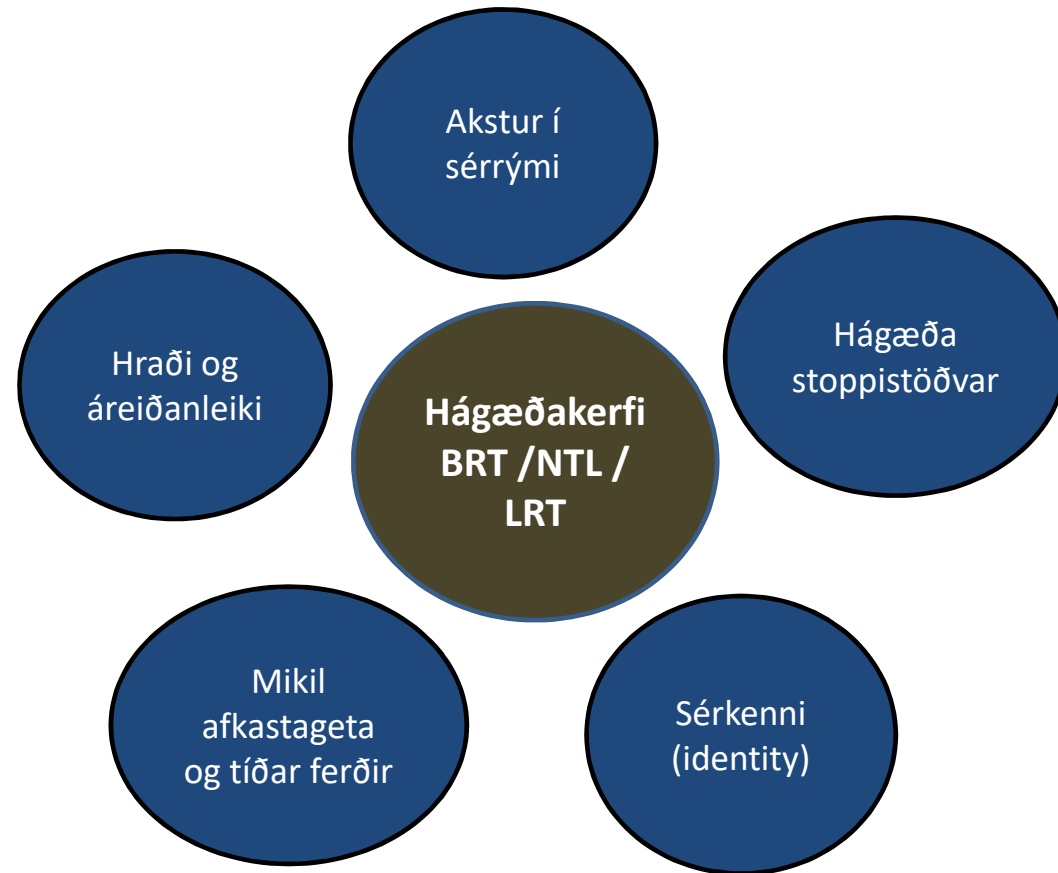 Akstur í
sérrými
Hágæða
stoppistöðvar
Hraði og
áreiðanleiki
Hágæðakerfi
BRT /NTL /
LRT
Mikil
afkastageta
og tíðar ferðir
Sérkenni
(identity)